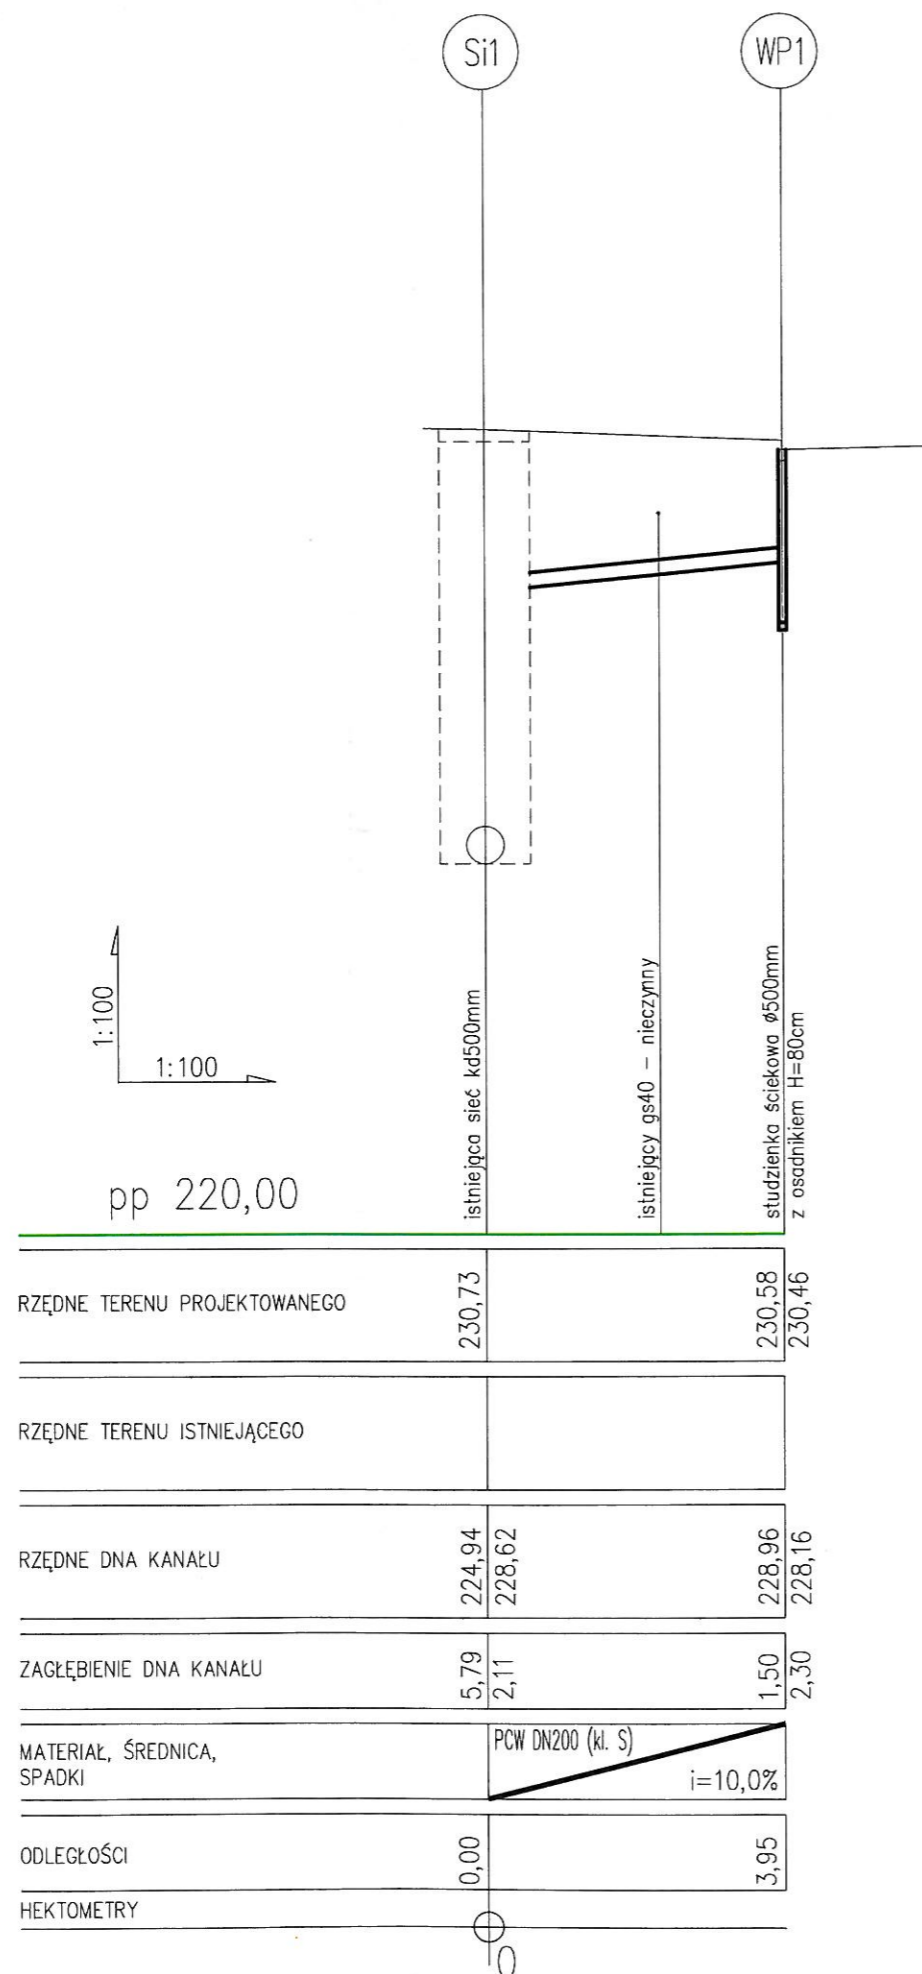 Si1
WP1
1:100
1:100
istniejąca sieć kd500mm
istniejący gs40 – nieczynny
studzienka ściekowa ø500mm
z osadnikiem H=80cm
pp 220,00
RZĘDNE TERENU PROJEKTOWANEGO
230,73
230,58
230,46
RZĘDNE TERENU ISTNIEJĄCEGO
RZĘDNE DNA KANAŁU
224,94
228,62
228,96
228,16
ZAGŁĘBIENIE DNA KANAŁU
5,79
2,11
1,50
2,30
MATERIAŁ, ŚREDNICA,
SPADKI
PCW DN200 (kl. S)
i=10,0%
ODLEGŁOŚCI
0,00
3,95
HEKTOMETRY
0